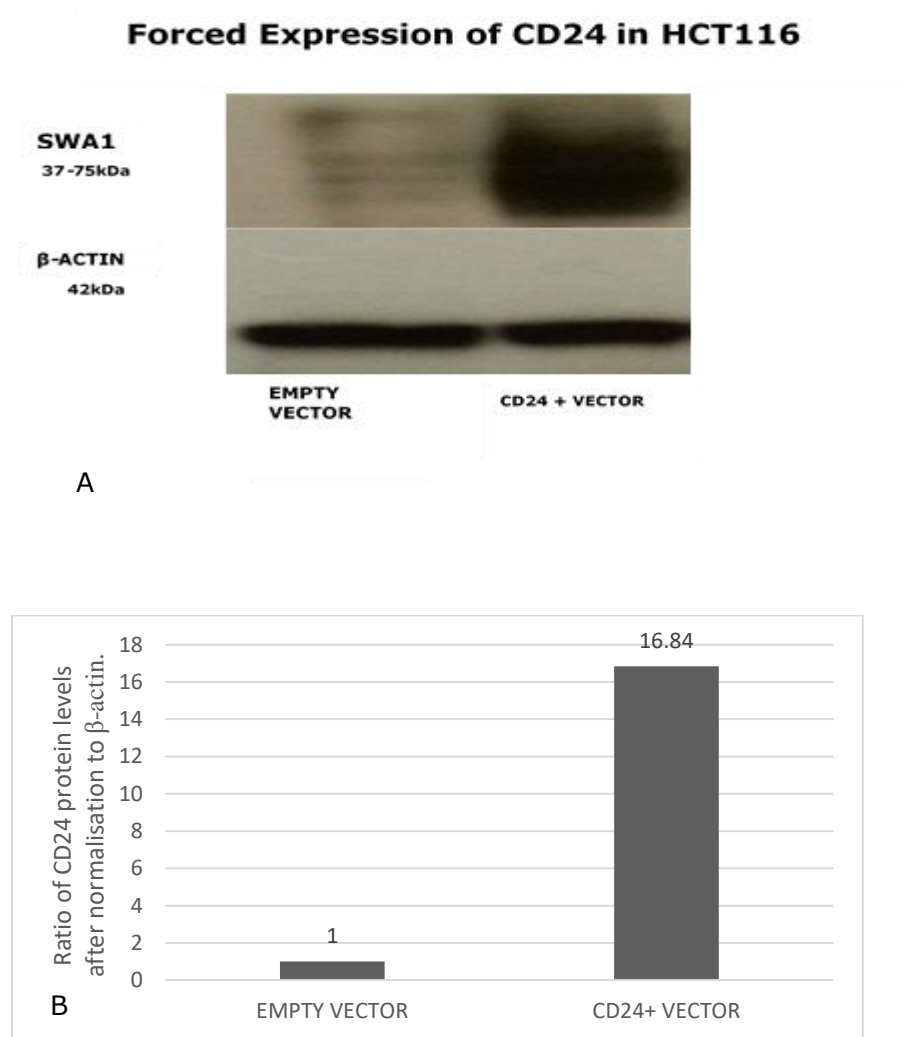 Forced Expression of CD24 in HCT116
SWA1
37-75kDa
β-ACTIN
42kDa
EMPTY
VECTOR
CD24 + VECTOR
A
Ratio of CD24 protein levels
after normalisation to β-actin.
18
16
14
12
10
8
6
4
2
0
1
16.84
EMPTY VECTOR
CD24+ VECTOR
B